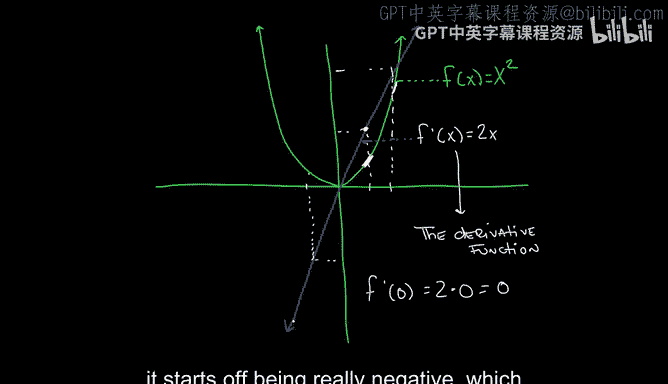 GPT中英字幕课程资源@bilibili.com
GPT中英字幕课程资源 bilibili
f(x)=x²
f'(x)=2x
THE DERIVATIVE
FUNCTION
f'(0) = 2·0 = 0
it starts off being really negative, which